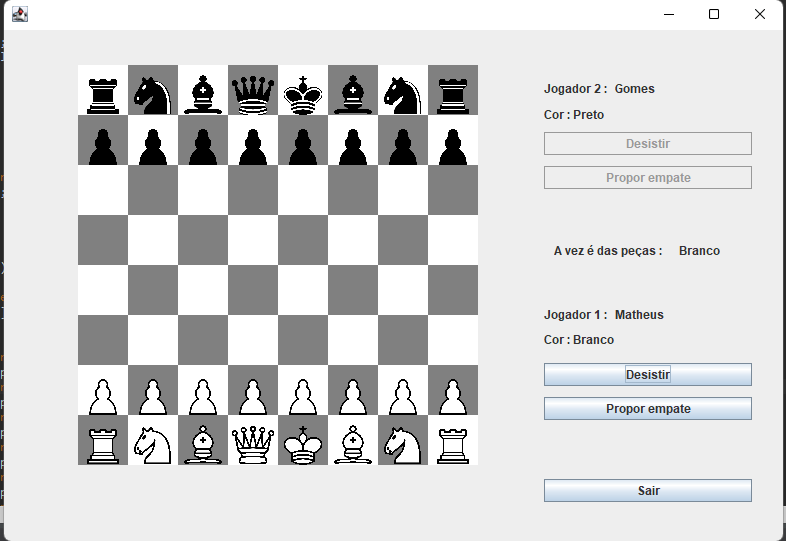 Jogador 2 : Gomes
Cor : Preto
Desistir
Propor empate
A vez é das peças : Branco
Jogador 1 : Matheus
Cor : Branco
Desistir
Propor empate
Sair